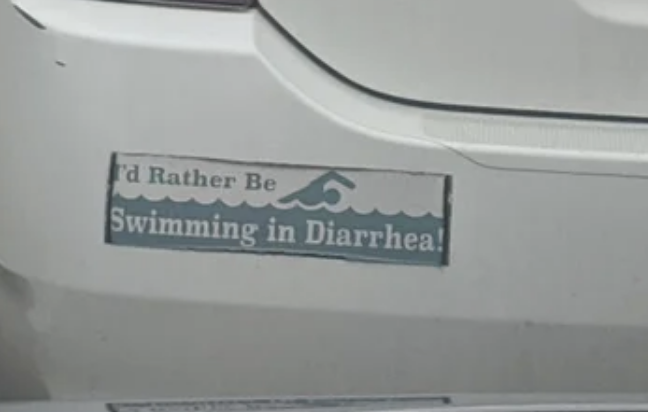 I'd Rather Be
Swimming in Diarrhea!